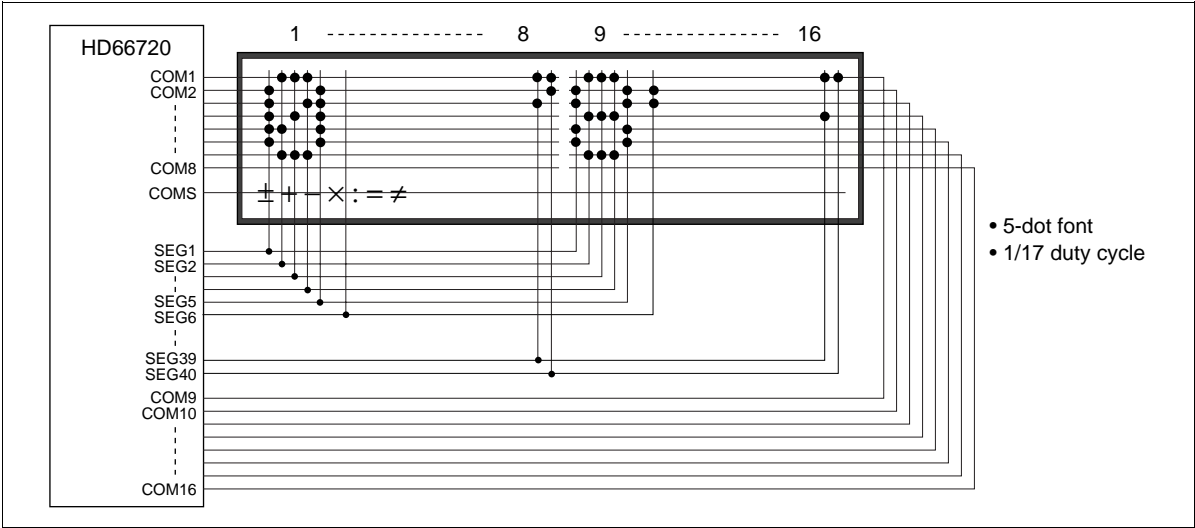 1 8 9 16
HD66720
COM1
COM2
COM8
COMS
± + − × : = ≠
SEG1
SEG2
SEG5
SEG6
SEG39
SEG40
COM9
COM10
COM16
• 5-dot font
• 1/17 duty cycle